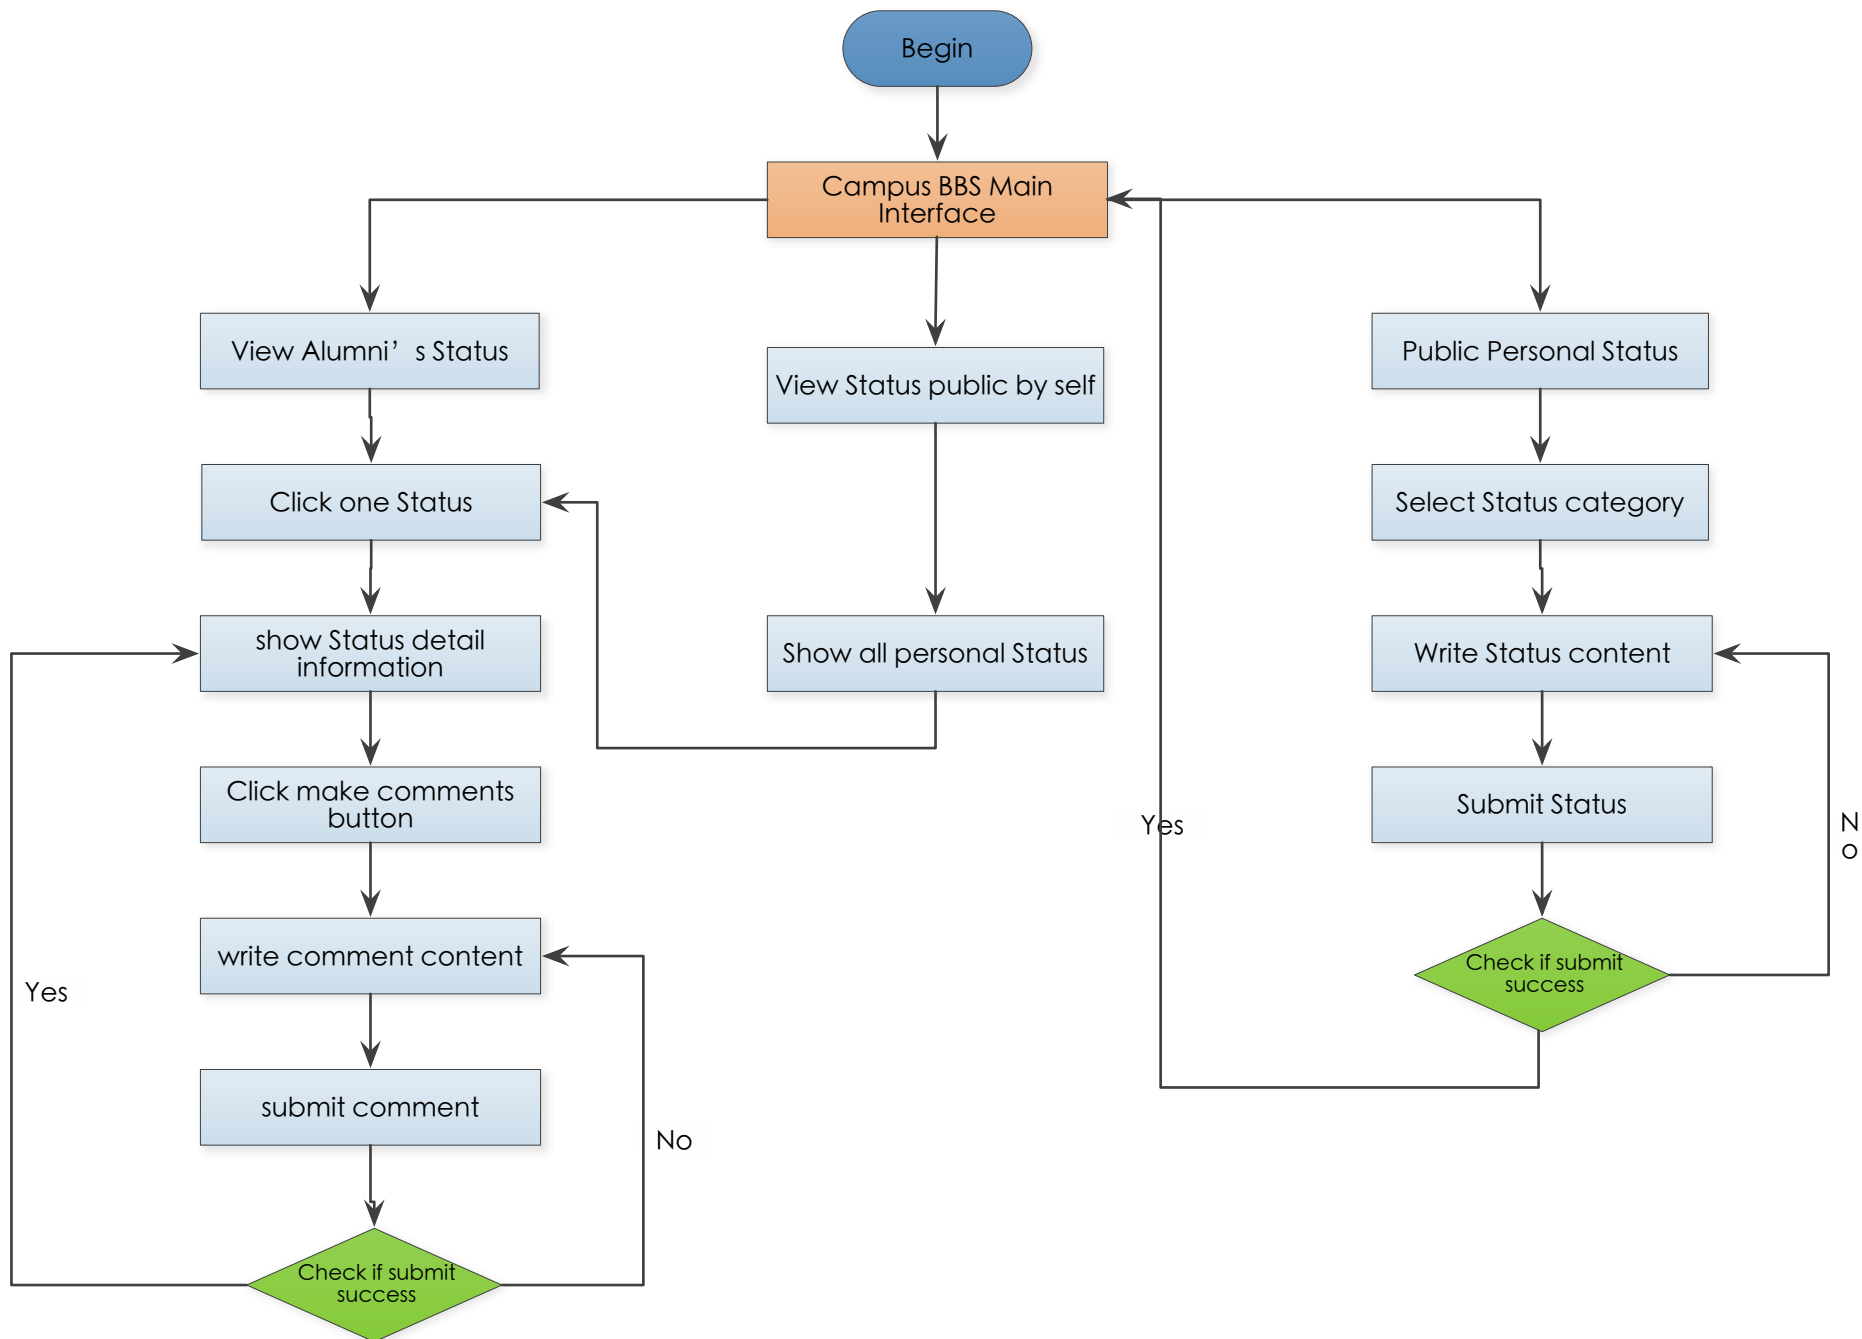 Begin
Campus BBS Main
Interface
View Alumni’s Status
View Status public by self
Public Personal Status
Click one Status
Select Status category
show Status detail
information
Show all personal Status
Write Status content
Click make comments
button
Submit Status
Yes
N
o
write comment content
Check if submit
success
Yes
submit comment
No
Check if submit
success